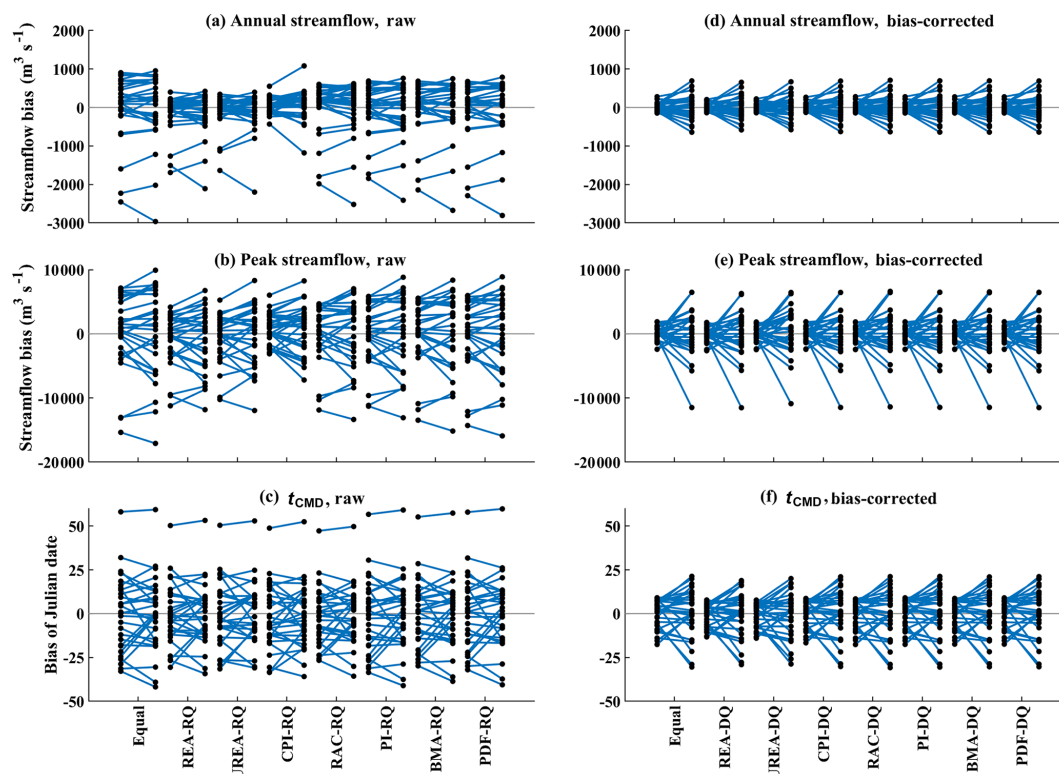 (a) Annual streamflow, raw
Streamflow bias (m³ s⁻¹)
2000
1000
0
-1000
-2000
-3000
(d) Annual streamflow, bias-corrected
2000
1000
0
-1000
-2000
-3000
(b) Peak streamflow, raw
Streamflow bias (m³ s⁻¹)
10000
0
-10000
-20000
(e) Peak streamflow, bias-corrected
10000
0
-10000
-20000
(c) tCMD, raw
Bias of Julian date
50
25
0
-25
-50
Equal
REA-RQ
UREA-RQ
CPI-RQ
RAC-RQ
PI-RQ
BMA-RQ
PDF-RQ
(f) tCMD, bias-corrected
50
25
0
-25
-50
Equal
REA-DQ
UREA-DQ
CPI-DQ
RAC-DQ
PI-DQ
BMA-DQ
PDF-DQ